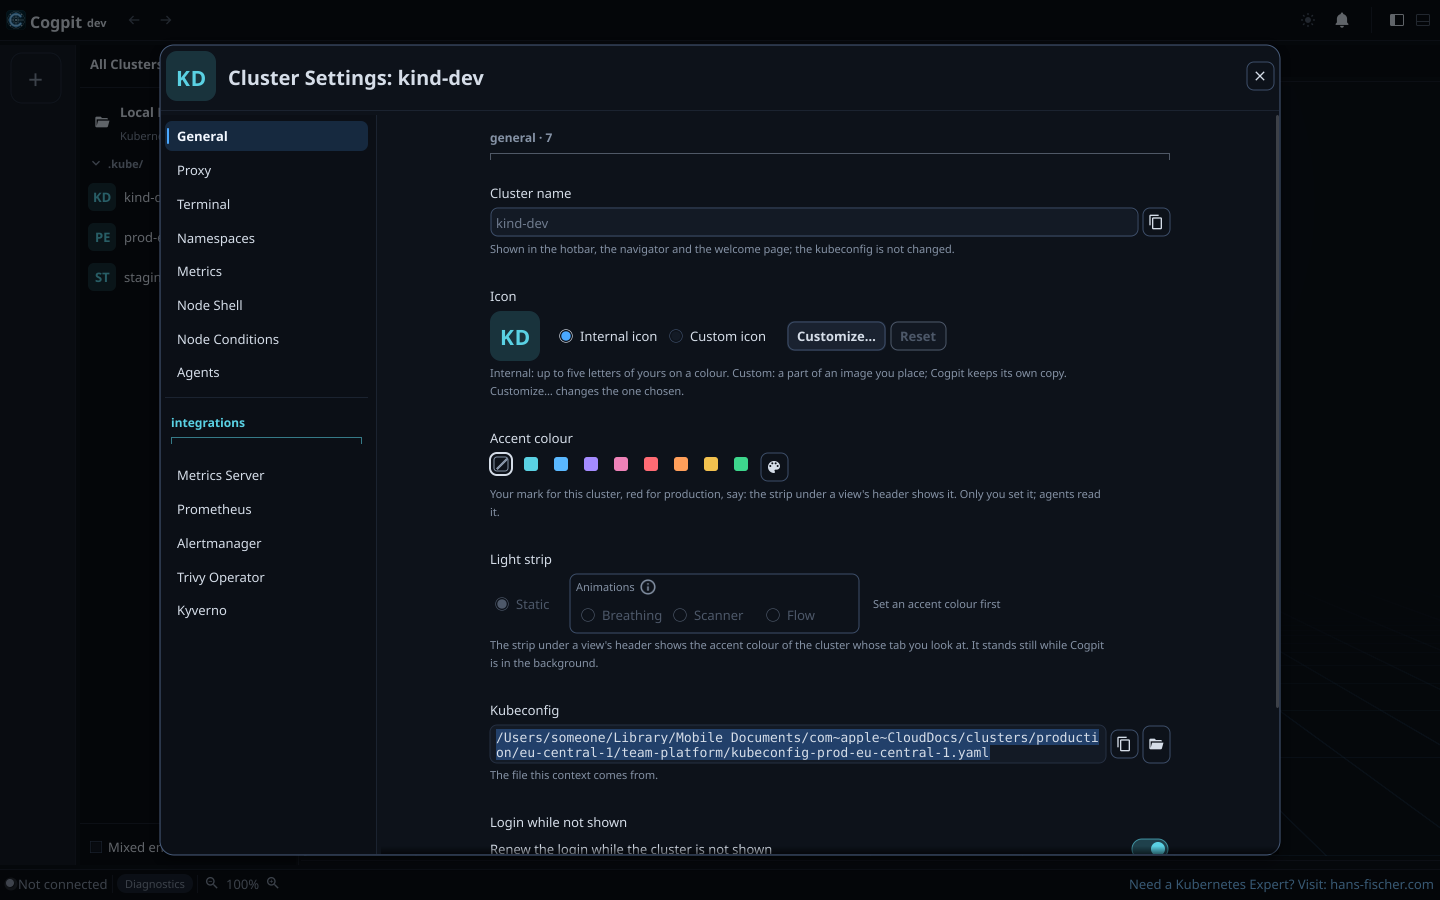 Cogpit dev
All Clusters
Local
Kubern
.kube/
KD kind-d
PE prod-e
ST stagin
Mixed en
KD Cluster Settings: kind-dev
General
Proxy
Terminal
Namespaces
Metrics
Node Shell
Node Conditions
Agents
integrations
Metrics Server
Prometheus
Alertmanager
Trivy Operator
Kyverno
general · 7
Cluster name
kind-dev
Shown in the hotbar, the navigator and the welcome page; the kubeconfig is not changed.
Icon
KD Internal icon Custom icon Customize... Reset
Internal: up to five letters of yours on a colour. Custom: a part of an image you place; Cogpit keeps its own copy.
Customize... changes the one chosen.
Accent colour
Your mark for this cluster, red for production, say: the strip under a view's header shows it. Only you set it; agents read
it.
Light strip
Animations
Static Breathing Scanner Flow Set an accent colour first
The strip under a view's header shows the accent colour of the cluster whose tab you look at. It stands still while Cogpit
is in the background.
Kubeconfig
/Users/someone/Library/Mobile Documents/com~apple~CloudDocs/clusters/producti
on/eu-central-1/team-platform/kubeconfig-prod-eu-central-1.yaml
The file this context comes from.
Login while not shown
Renew the login while the cluster is not shown
Not connected Diagnostics 100% Need a Kubernetes Expert? Visit: hans-fischer.com